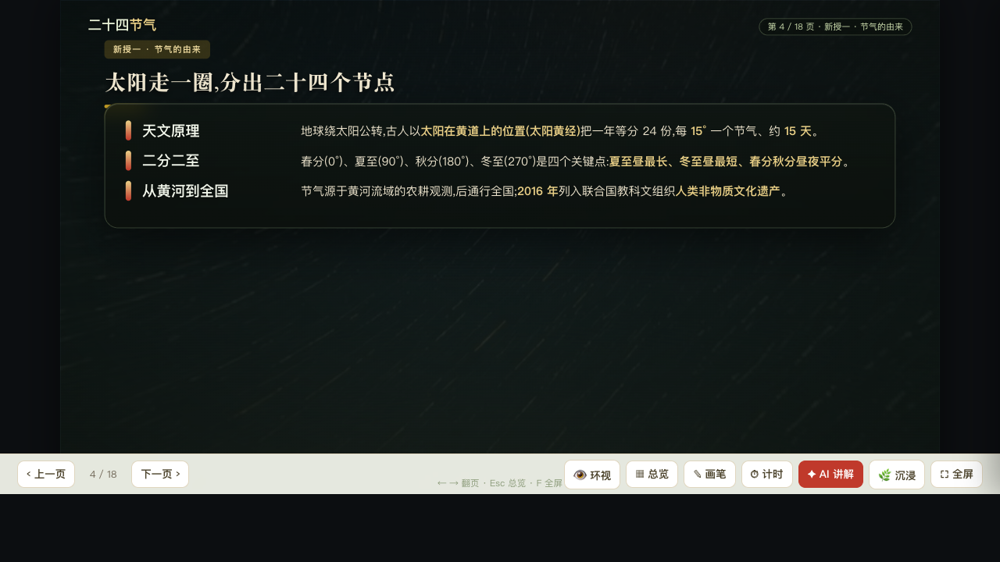 二十四节气
第 4 / 18 页 · 新授一 · 节气的由来
新授一 · 节气的由来
太阳走一圈,分出二十四个节点
天文原理
地球绕太阳公转,古人以太阳在黄道上的位置(太阳黄经)把一年等分 24 份,每 15° 一个节气、约 15 天。
二分二至
春分(0°)、夏至(90°)、秋分(180°)、冬至(270°)是四个关键点:夏至昼最长、冬至昼最短、春分秋分昼夜平分。
从黄河到全国
节气源于黄河流域的农耕观测,后通行全国;2016 年列入联合国教科文组织人类非物质文化遗产。
‹ 上一页
4 / 18
下一页 ›
← → 翻页 · Esc 总览 · F 全屏
👁 环视
▦ 总览
✎ 画笔
⏱ 计时
✦ AI 讲解
🌿 沉浸
⛶ 全屏